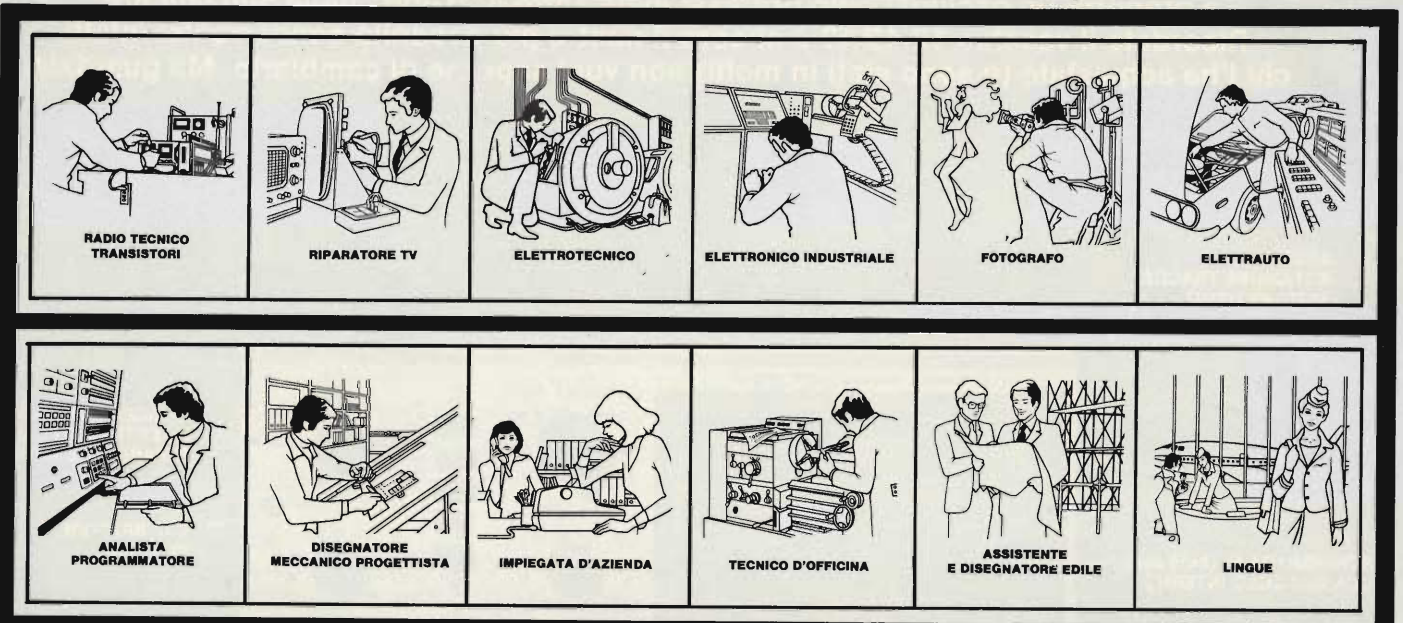 RADIO TECNICO
TRANSISTORI
RIPARATORE TV
ELETTROTECNICO
ELETTRONICO INDUSTRIALE
FOTOGRAFO
ELETTRAUTO
ANALISTA
PROGRAMMATORE
DISEGNATORE
MECCANICO PROGETTISTA
IMPIEGATA D'AZIENDA
TECNICO D'OFFICINA
ASSISTENTE
E DISEGNATORE EDILE
LINGUE